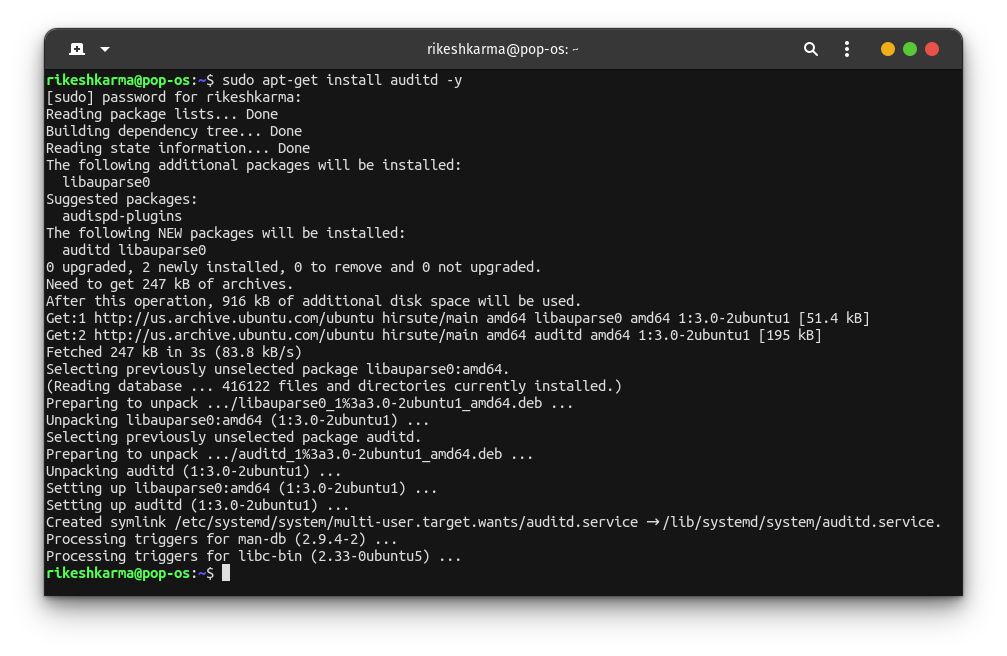 rikeshkarma@pop-os: ~
rikeshkarma@pop-os:~$ sudo apt-get install auditd -y
[sudo] password for rikeshkarma:
Reading package lists... Done
Building dependency tree... Done
Reading state information... Done
The following additional packages will be installed:
  libauparse0
Suggested packages:
  audispd-plugins
The following NEW packages will be installed:
  auditd libauparse0
0 upgraded, 2 newly installed, 0 to remove and 0 not upgraded.
Need to get 247 kB of archives.
After this operation, 916 kB of additional disk space will be used.
Get:1 http://us.archive.ubuntu.com/ubuntu hirsute/main amd64 libauparse0 amd64 1:3.0-2ubuntu1 [51.4 kB]
Get:2 http://us.archive.ubuntu.com/ubuntu hirsute/main amd64 auditd amd64 1:3.0-2ubuntu1 [195 kB]
Fetched 247 kB in 3s (83.8 kB/s)
Selecting previously unselected package libauparse0:amd64.
(Reading database ... 416122 files and directories currently installed.)
Preparing to unpack .../libauparse0_1%3a3.0-2ubuntu1_amd64.deb ...
Unpacking libauparse0:amd64 (1:3.0-2ubuntu1) ...
Selecting previously unselected package auditd.
Preparing to unpack .../auditd_1%3a3.0-2ubuntu1_amd64.deb ...
Unpacking auditd (1:3.0-2ubuntu1) ...
Setting up libauparse0:amd64 (1:3.0-2ubuntu1) ...
Setting up auditd (1:3.0-2ubuntu1) ...
Created symlink /etc/systemd/system/multi-user.target.wants/auditd.service → /lib/systemd/system/auditd.service.
Processing triggers for man-db (2.9.4-2) ...
Processing triggers for libc-bin (2.33-0ubuntu5) ...
rikeshkarma@pop-os:~$